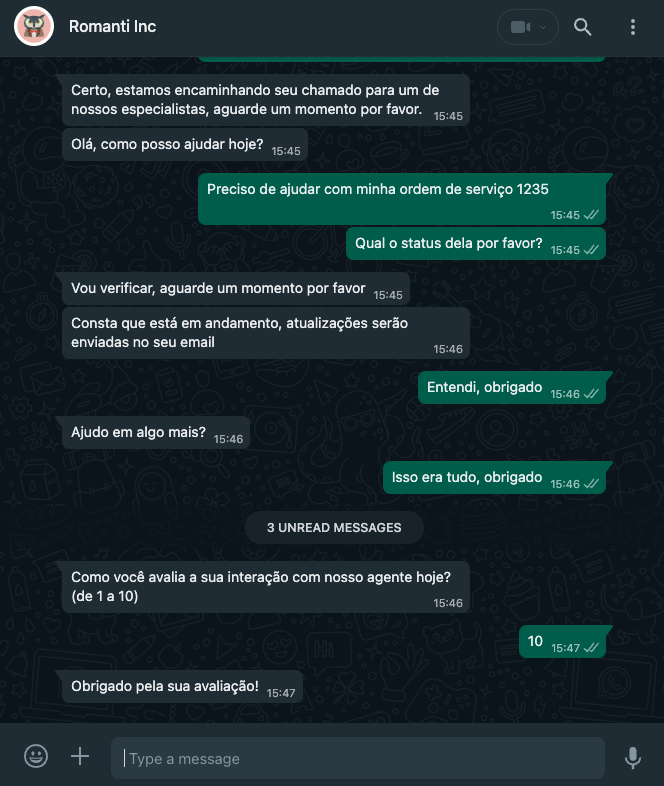 Romanti Inc
Certo, estamos encaminhando seu chamado para um de
nossos especialistas, aguarde um momento por favor. 15:45
Olá, como posso ajudar hoje? 15:45
Preciso de ajudar com minha ordem de serviço 1235
15:45
Qual o status dela por favor? 15:45
Vou verificar, aguarde um momento por favor 15:45
Consta que está em andamento, atualizações serão
enviadas no seu email 15:46
Entendi, obrigado 15:46
Ajudo em algo mais? 15:46
Isso era tudo, obrigado 15:46
3 UNREAD MESSAGES
Como você avalia a sua interação com nosso agente hoje?
(de 1 a 10) 15:46
10 15:47
Obrigado pela sua avaliação! 15:47
Type a message